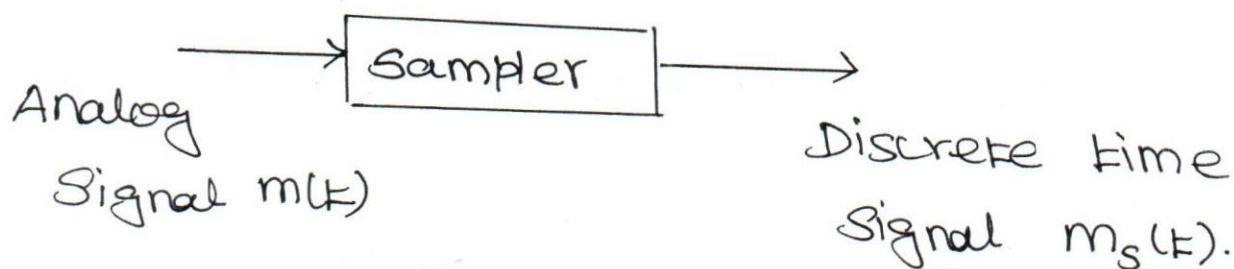 Sampler
Analog
Signal m(t)
Discrete time
Signal mₛ(t).